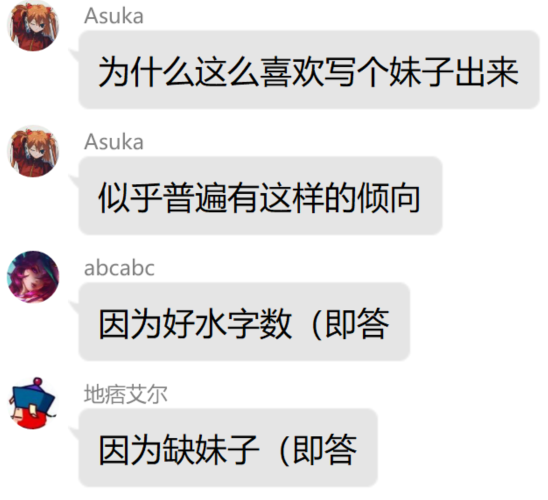 Asuka
为什么这么喜欢写个妹子出来
Asuka
似乎普遍有这样的倾向
abcabc
因为好水字数（即答
地痞艾尔
因为缺妹子（即答